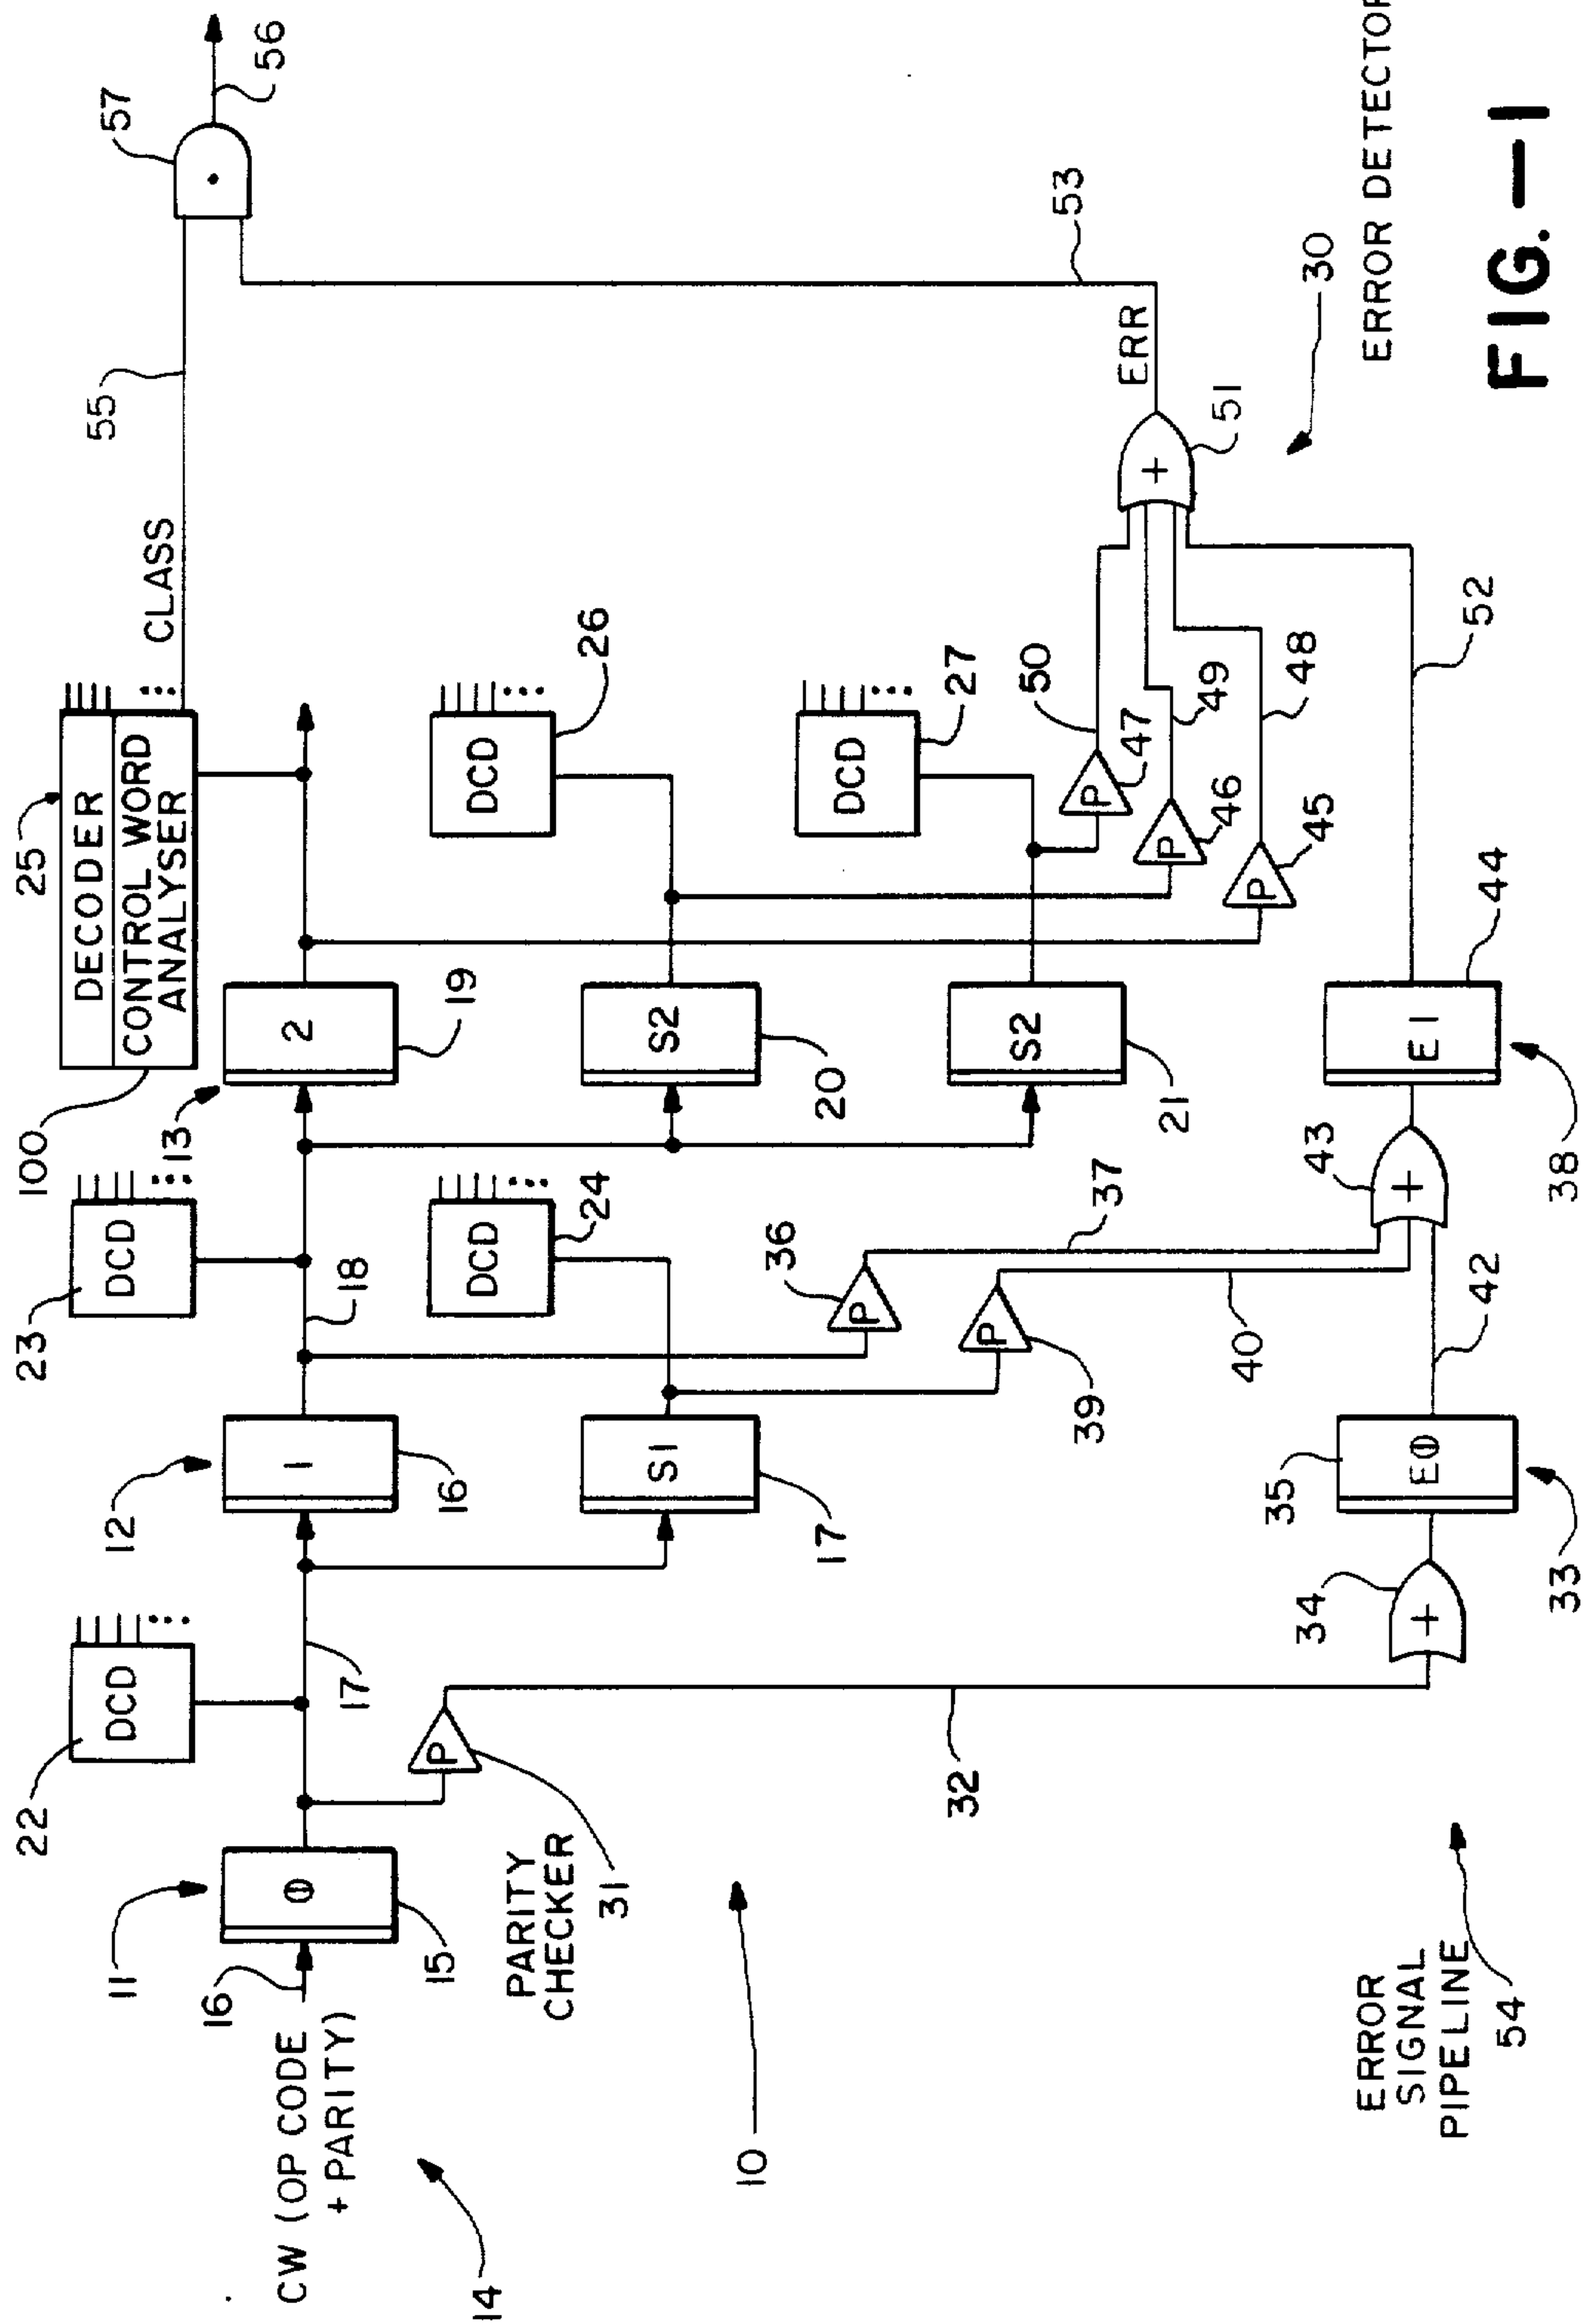 25
DECODER
CONTROL WORD
ANALYSER
100
CLASS
55
57
56
22
DCD
23
DCD
13
11
16
CW (OP CODE
+ PARITY)
14
0
15
17
12
1
16
18
2
19
DCD
24
DCD
26
PARITY
CHECKER
31
P
S1
17
S2
20
DCD
27
36
P
37
S2
21
50
P
47
10
32
39
P
40
P
46
49
P
45
48
+
51
ERR
53
30
ERROR DETECTOR
ERROR
SIGNAL
PIPELINE
54
34
+
35
E0
33
42
43
+
38
E1
44
52
FIG.-1